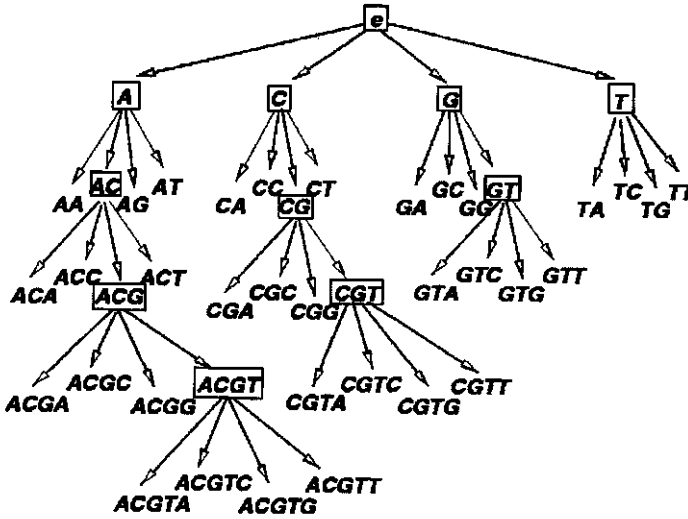 e
A C G T
AA AC AG AT CA CC CG CT GA GC GG GT TA TC TG TT
ACA ACC ACG ACT CGA CGC CGG CGT GTA GTC GTG GTT
ACGA ACGC ACGG ACGT CGTA CGTC CGTG CGTT
ACGTA ACGTC ACGTG ACGTT